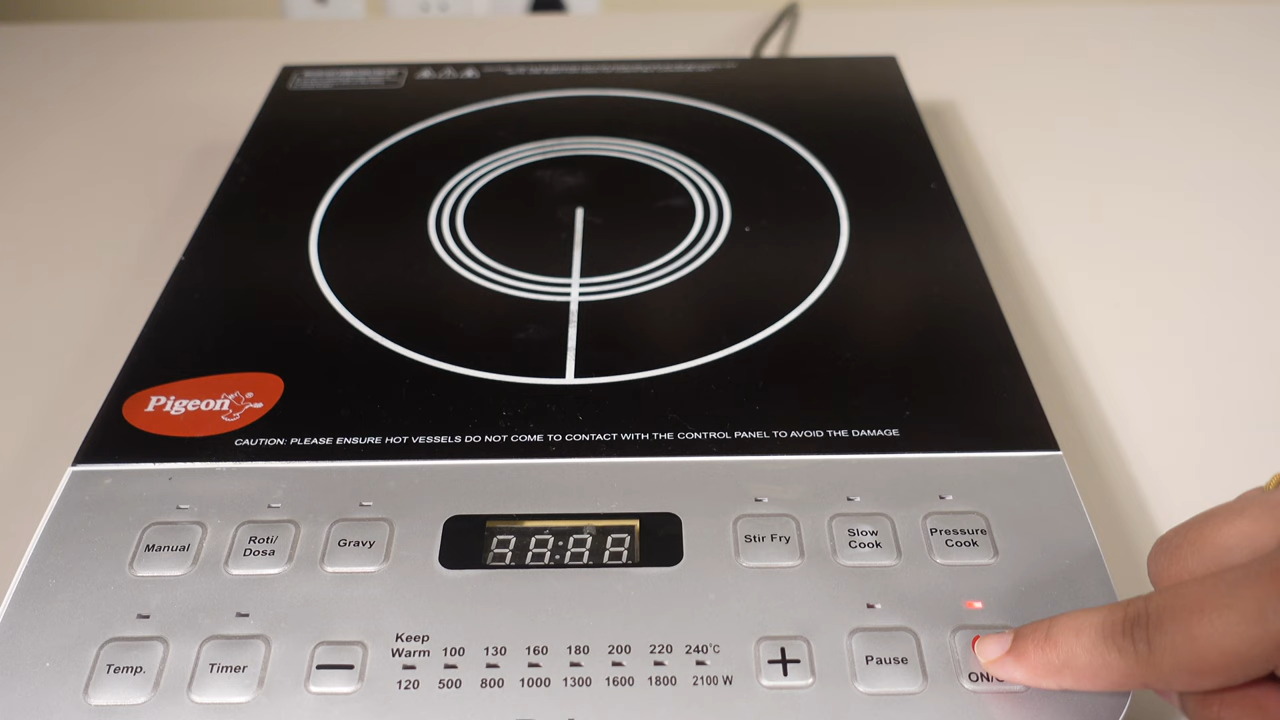 Pigeon®
CAUTION: PLEASE ENSURE HOT VESSELS DO NOT COME TO CONTACT WITH THE CONTROL PANEL TO AVOID THE DAMAGE
Manual
Roti/
Dosa
Gravy
88:88
Stir Fry
Slow
Cook
Pressure
Cook
Temp.
Timer
−
Keep
Warm 100 130 160 180 200 220 240°C
120 500 800 1000 1300 1600 1800 2100 W
+
Pause
ON/